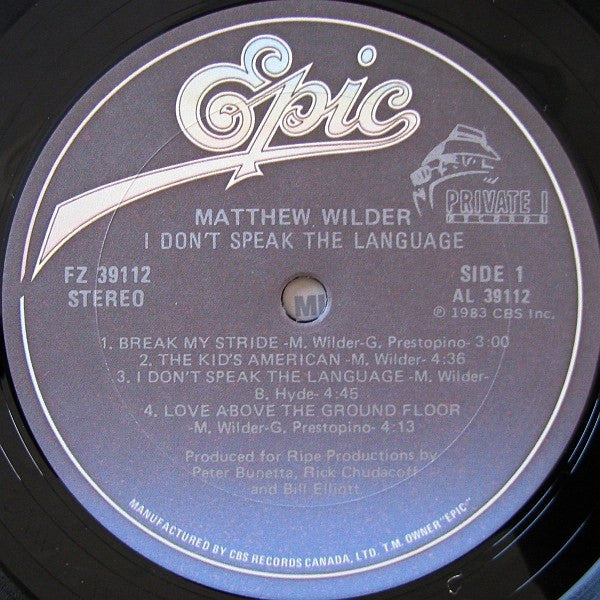 Epic
PRIVATE I
RECORDS
MATTHEW WILDER
I DON'T SPEAK THE LANGUAGE
FZ 39112
STEREO
SIDE 1
AL 39112
℗ 1983 CBS Inc.
1. BREAK MY STRIDE -M. Wilder-G. Prestopino- 3:00
2. THE KID'S AMERICAN -M. Wilder- 4:36
3. I DON'T SPEAK THE LANGUAGE -M. Wilder-
B. Hyde- 4:45
4. LOVE ABOVE THE GROUND FLOOR
-M. Wilder-G. Prestopino- 4:13
Produced for Ripe Productions by
Peter Bunetta, Rick Chudacoff
and Bill Elliott
MANUFACTURED BY CBS RECORDS CANADA, LTD. T.M. OWNER "EPIC"